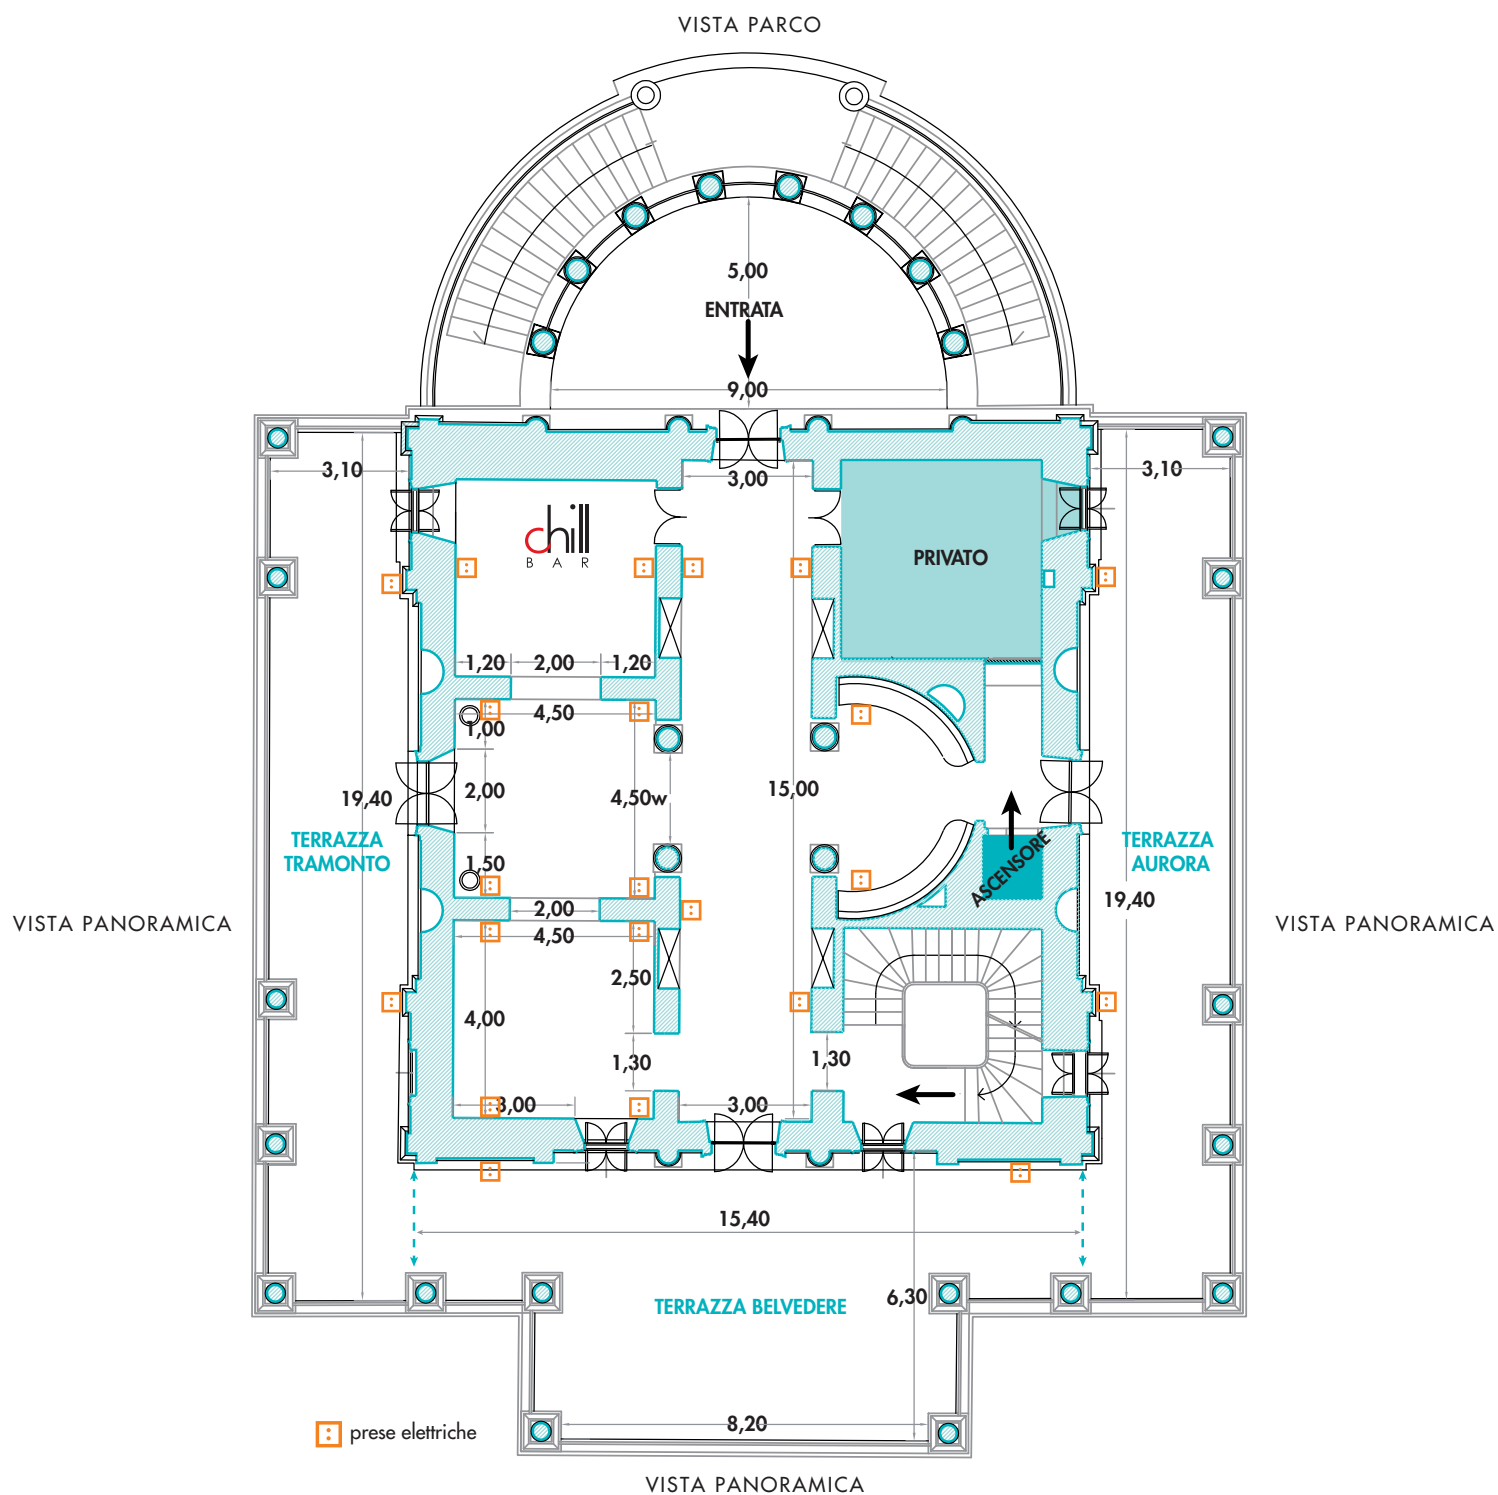 VISTA PARCO
5,00
ENTRATA
9,00
3,10
3,00
3,10
chill
BAR
PRIVATO
1,20
2,00
1,20
4,50
1,00
2,00
4,50w
15,00
19,40
TERRAZZA
TRAMONTO
1,50
ASCENSORE
TERRAZZA
AURORA
19,40
VISTA PANORAMICA
VISTA PANORAMICA
2,00
4,50
2,50
4,00
1,30
1,30
3,00
3,00
15,40
TERRAZZA BELVEDERE
6,30
8,20
prese elettriche
VISTA PANORAMICA